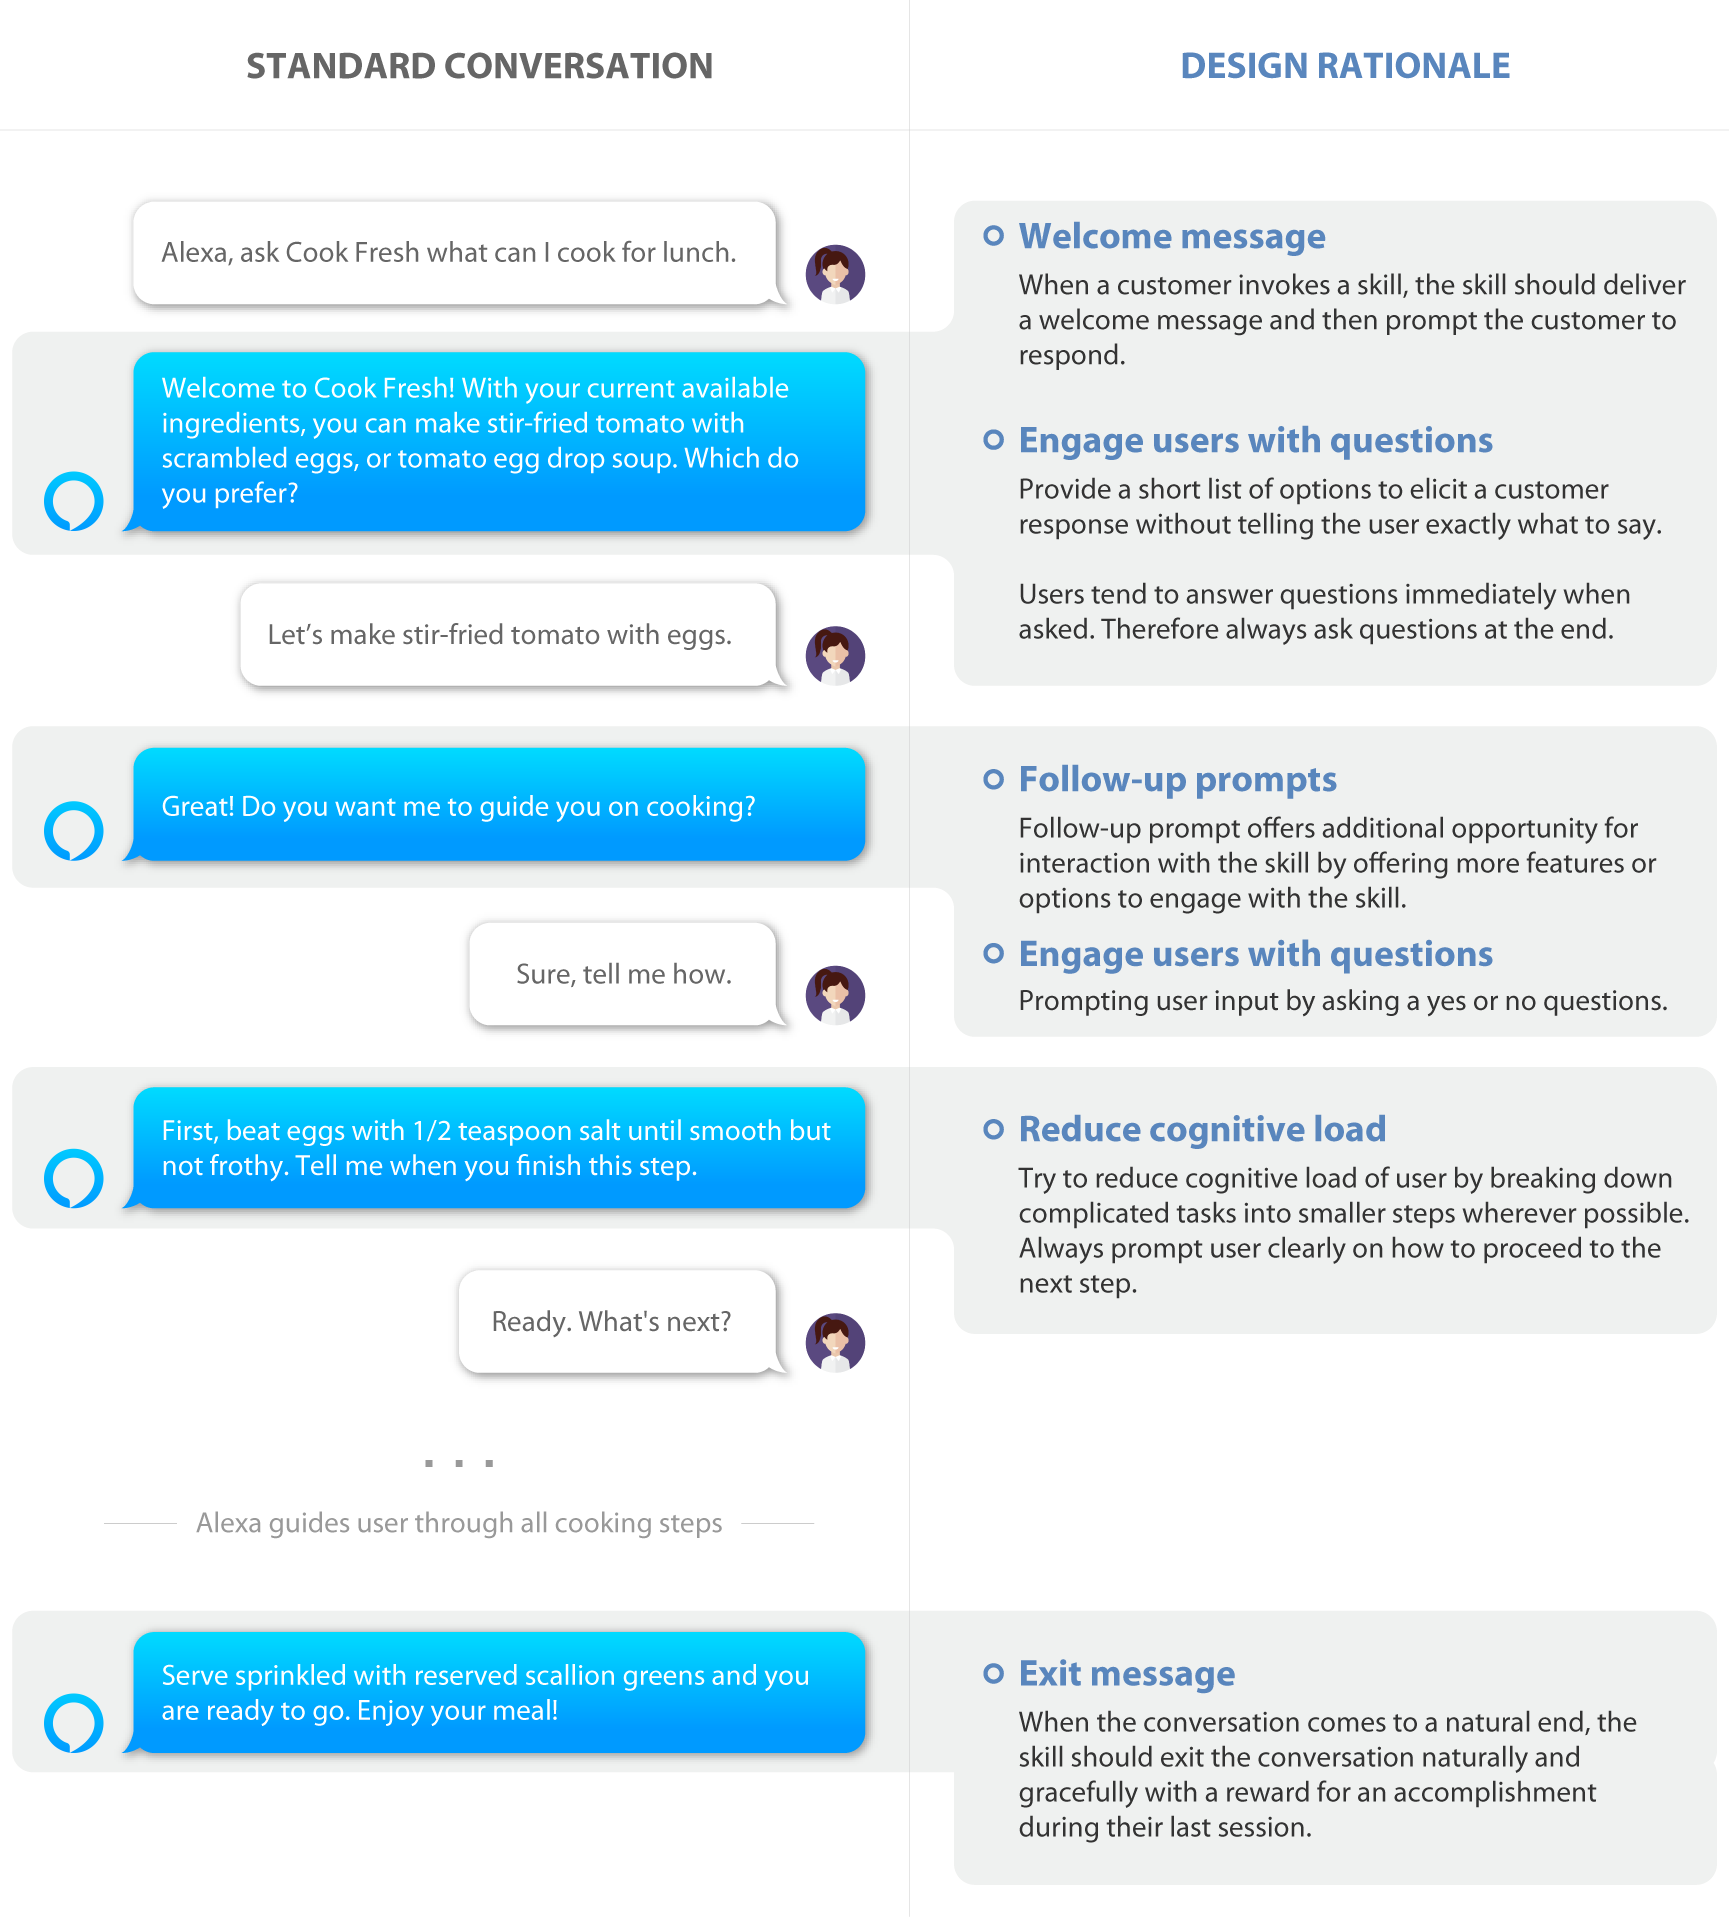 STANDARD CONVERSATION
DESIGN RATIONALE
Alexa, ask Cook Fresh what can I cook for lunch.
Welcome to Cook Fresh! With your current available
ingredients, you can make stir-fried tomato with
scrambled eggs, or tomato egg drop soup. Which do
you prefer?
Welcome message
When a customer invokes a skill, the skill should deliver
a welcome message and then prompt the customer to
respond.
Engage users with questions
Provide a short list of options to elicit a customer
response without telling the user exactly what to say.
Users tend to answer questions immediately when
asked. Therefore always ask questions at the end.
Let’s make stir-fried tomato with eggs.
Great! Do you want me to guide you on cooking?
Follow-up prompts
Follow-up prompt offers additional opportunity for
interaction with the skill by offering more features or
options to engage with the skill.
Engage users with questions
Prompting user input by asking a yes or no questions.
Sure, tell me how.
First, beat eggs with 1/2 teaspoon salt until smooth but
not frothy. Tell me when you finish this step.
Reduce cognitive load
Try to reduce cognitive load of user by breaking down
complicated tasks into smaller steps wherever possible.
Always prompt user clearly on how to proceed to the
next step.
Ready. What's next?
. . .
Alexa guides user through all cooking steps
Serve sprinkled with reserved scallion greens and you
are ready to go. Enjoy your meal!
Exit message
When the conversation comes to a natural end, the
skill should exit the conversation naturally and
gracefully with a reward for an accomplishment
during their last session.